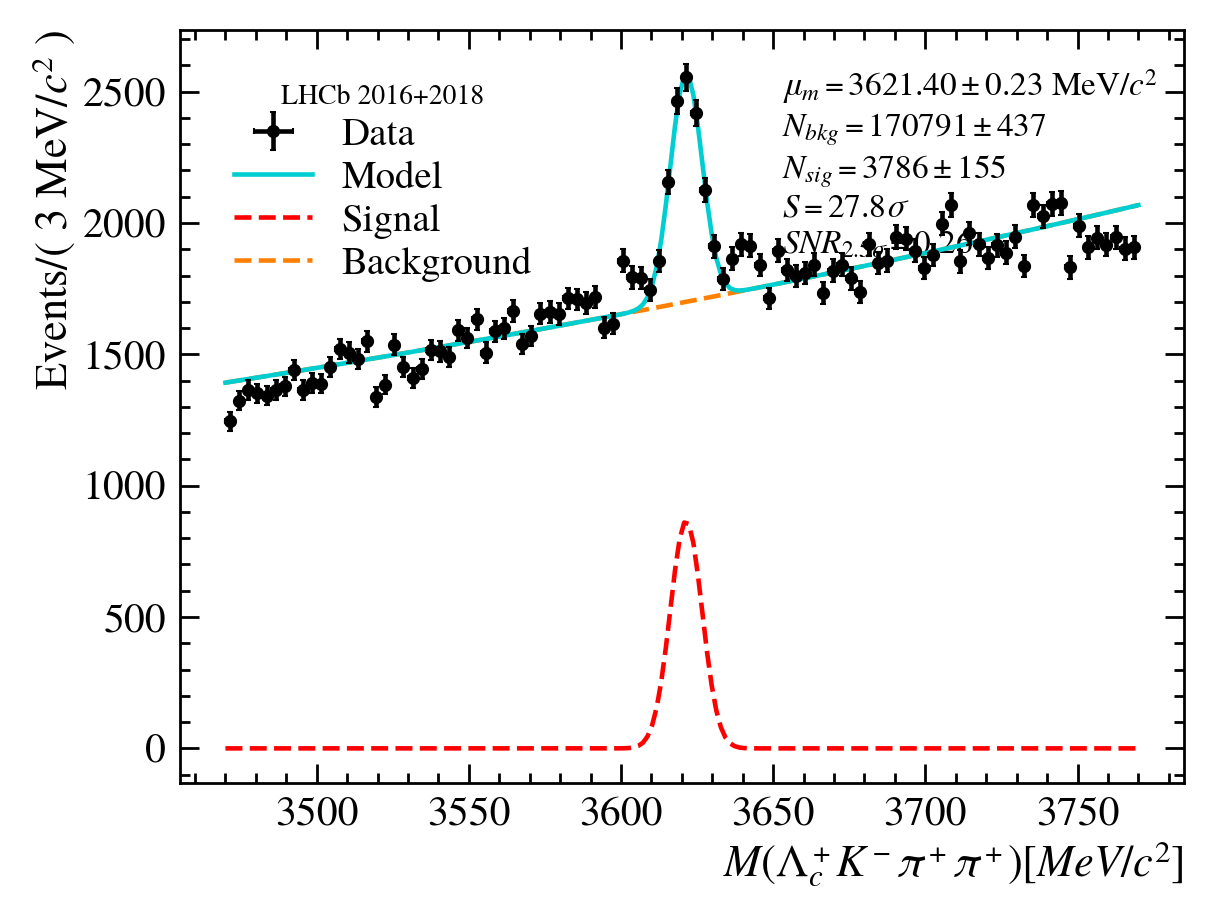 Events/( 3 MeV/c² )
2500
2000
1500
1000
500
0
LHCb 2016+2018
Data
Model
Signal
Background
μₘ = 3621.40 ± 0.23 MeV/c²
N_bkg = 170791 ± 437
N_sig = 3786 ± 155
S = 27.8σ
SNR
3500
3550
3600
3650
3700
3750
M(Λ_c⁺K⁻π⁺π⁺)[MeV/c²]